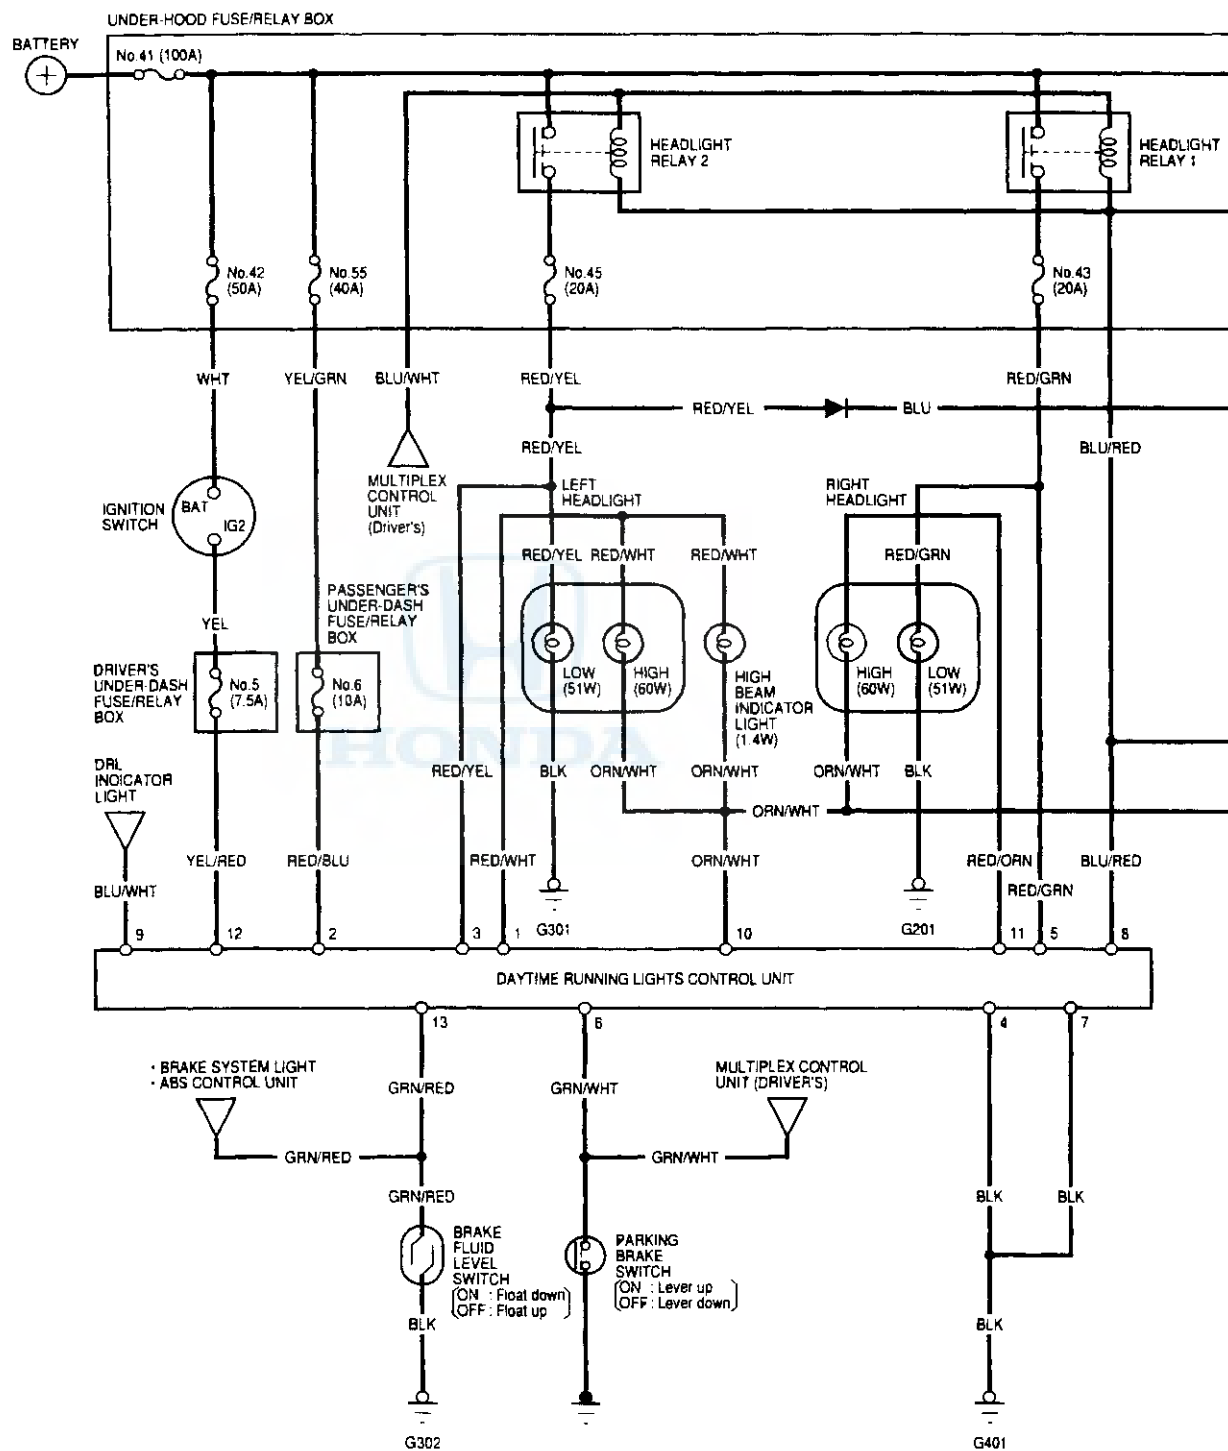 UNDER-HOOD FUSE/RELAY BOX
BATTERY
No.41 (100A)
HEADLIGHT
RELAY 2
HEADLIGHT
RELAY 1
No.42
(50A)
No.55
(40A)
No.45
(20A)
No.43
(20A)
WHT
YEL/GRN
BLU/WHT
RED/YEL
RED/GRN
RED/YEL
BLU
RED/YEL
BLU/RED
MULTIPLEX
CONTROL
UNIT
(Driver's)
LEFT
HEADLIGHT
RIGHT
HEADLIGHT
IGNITION
SWITCH
BAT
IG2
RED/YEL
RED/WHT
RED/WHT
RED/GRN
PASSENGER'S
UNDER-DASH
FUSE/RELAY
BOX
YEL
DRIVER'S
UNDER-DASH
FUSE/RELAY
BOX
No.5
(7.5A)
No.6
(10A)
LOW
(51W)
HIGH
(60W)
HIGH
BEAM
INDICATOR
LIGHT
(1.4W)
HIGH
(60W)
LOW
(51W)
HONDA
DRL
INDICATOR
LIGHT
RED/YEL
BLK
ORN/WHT
ORN/WHT
ORN/WHT
BLK
ORN/WHT
YEL/RED
RED/BLU
RED/WHT
ORN/WHT
RED/ORN
BLU/RED
BLU/WHT
RED/GRN
G301
G201
9
12
2
3
1
10
11
5
8
DAYTIME RUNNING LIGHTS CONTROL UNIT
13
6
4
7
• BRAKE SYSTEM LIGHT
• ABS CONTROL UNIT
MULTIPLEX CONTROL
UNIT (DRIVER'S)
GRN/RED
GRN/WHT
GRN/RED
GRN/WHT
GRN/RED
BLK
BLK
BRAKE
FLUID
LEVEL
SWITCH
(ON : Float down)
(OFF : Float up)
PARKING
BRAKE
SWITCH
(ON : Lever up)
(OFF : Lever down)
BLK
BLK
G302
G401